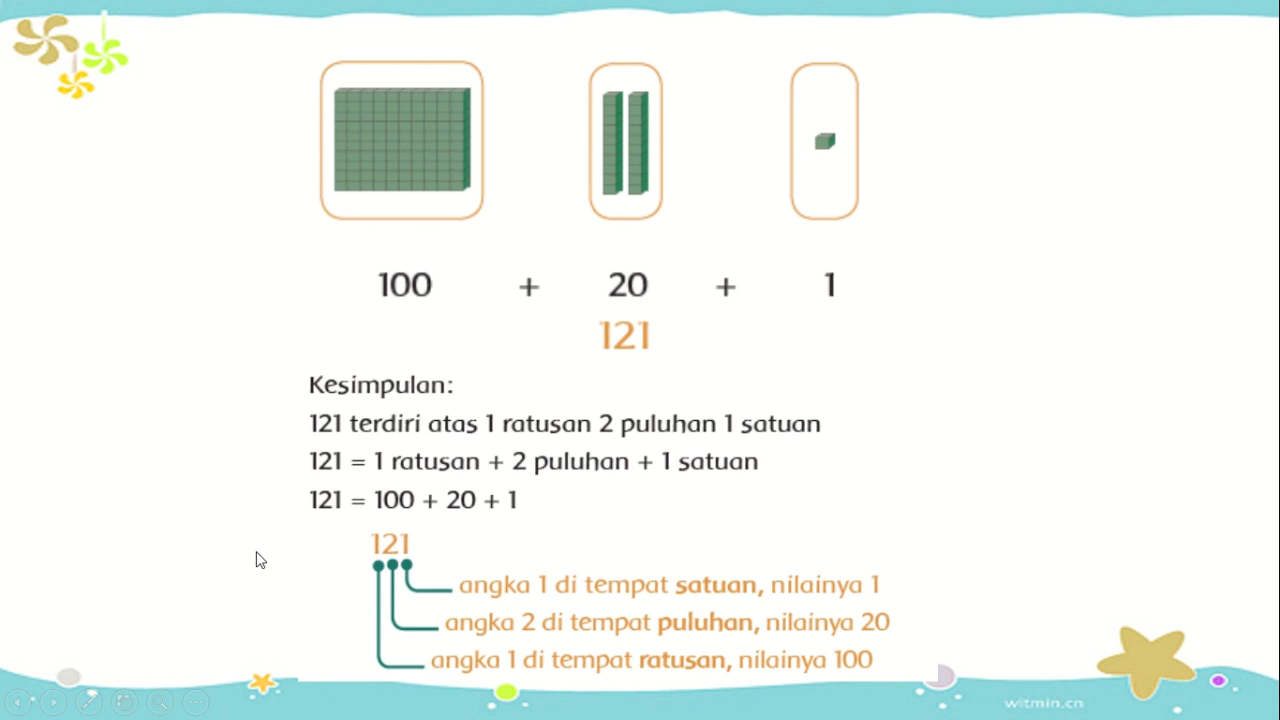 100 + 20 + 1
121
Kesimpulan:
121 terdiri atas 1 ratusan 2 puluhan 1 satuan
121 = 1 ratusan + 2 puluhan + 1 satuan
121 = 100 + 20 + 1
121
angka 1 di tempat satuan, nilainya 1
angka 2 di tempat puluhan, nilainya 20
angka 1 di tempat ratusan, nilainya 100
witmin.cn